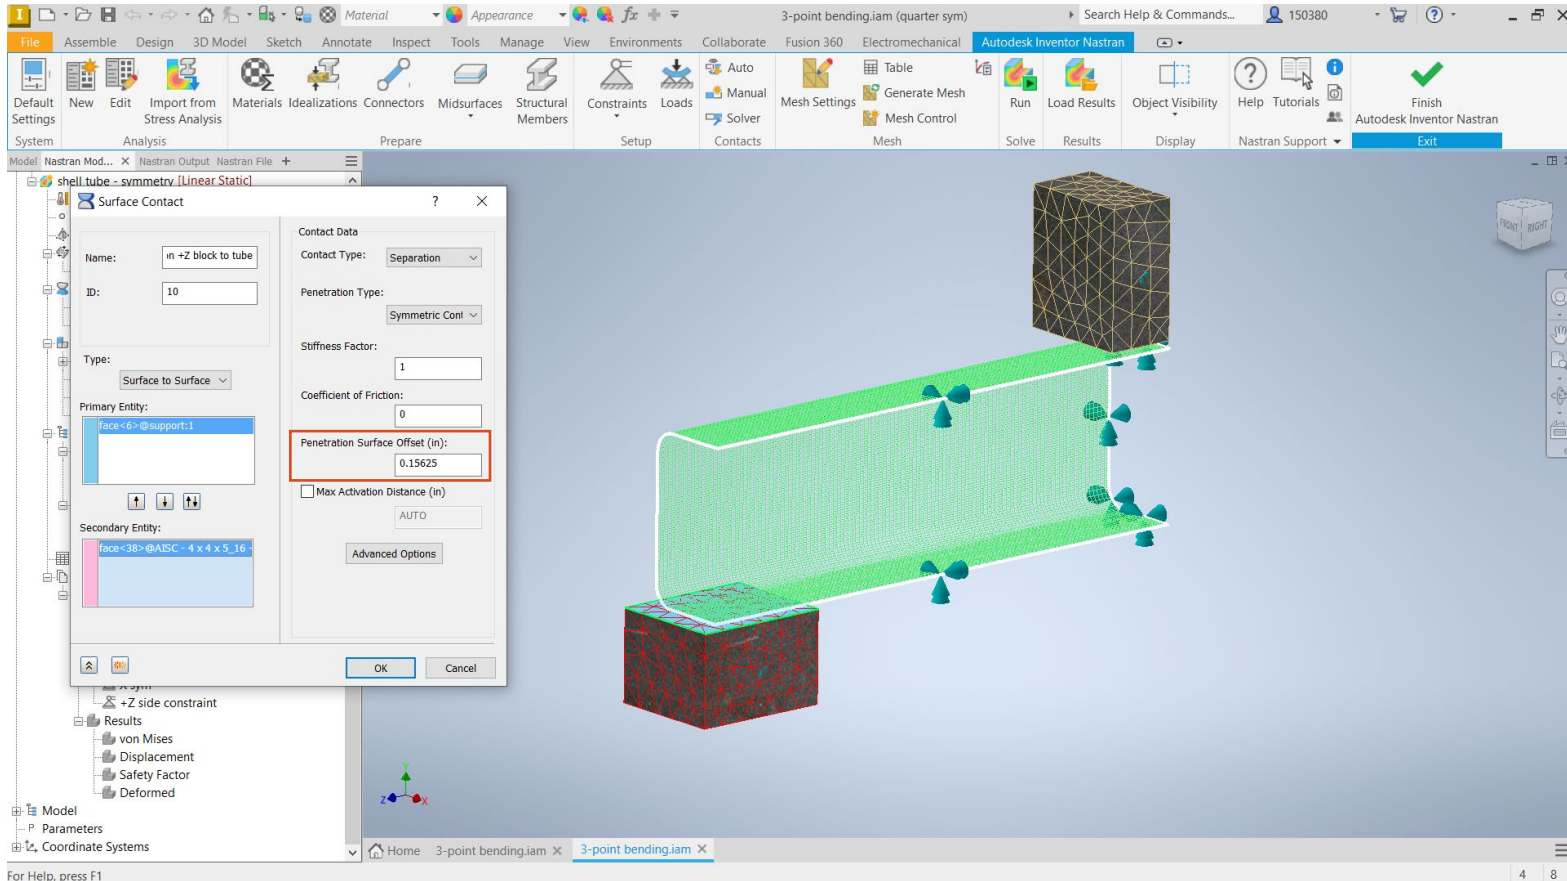 Material
Appearance
fx
3-point bending.iam (quarter sym)
Search Help & Commands...
150380
File Assemble Design 3D Model Sketch Annotate Inspect Tools Manage View Environments Collaborate Fusion 360 Electromechanical Autodesk Inventor Nastran
Default Settings
New
Edit
Import from Stress Analysis
Materials
Idealizations
Connectors
Midsurfaces
Structural Members
Constraints
Loads
Auto
Manual
Solver
Mesh Settings
Table
Generate Mesh
Mesh Control
Run
Load Results
Object Visibility
Help
Tutorials
Finish
Autodesk Inventor Nastran
System Analysis Prepare Setup Contacts Mesh Solve Results Display Nastran Support Exit
Model Nastran Mod... Nastran Output Nastran File +
shell tube - symmetry [Linear Static]
Surface Contact
? X
Name: +Z block to tube
ID: 10
Type:
Surface to Surface
Primary Entity:
face<6>@support:1
Secondary Entity:
face<38>@AISC - 4 x 4 x 5_16 -
Contact Data
Contact Type: Separation
Penetration Type:
Symmetric Cont
Stiffness Factor:
1
Coefficient of Friction:
0
Penetration Surface Offset (in):
0.15625
Max Activation Distance (in)
AUTO
Advanced Options
OK Cancel
+Z side constraint
Results
von Mises
Displacement
Safety Factor
Deformed
Model
Parameters
Coordinate Systems
FRONT RIGHT
Y
Z X
Home 3-point bending.iam 3-point bending.iam
For Help, press F1
4 8